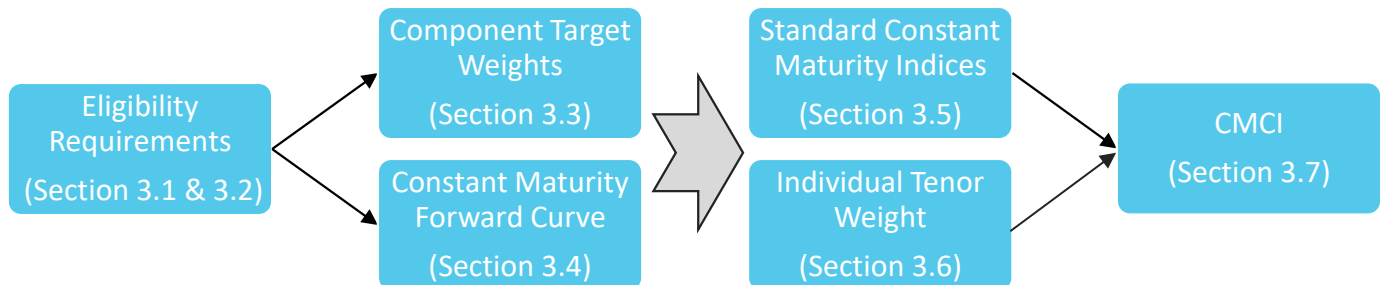 Eligibility
Requirements
(Section 3.1 & 3.2)
Component Target
Weights
(Section 3.3)
Constant Maturity
Forward Curve
(Section 3.4)
Standard Constant
Maturity Indices
(Section 3.5)
Individual Tenor
Weight
(Section 3.6)
CMCI
(Section 3.7)